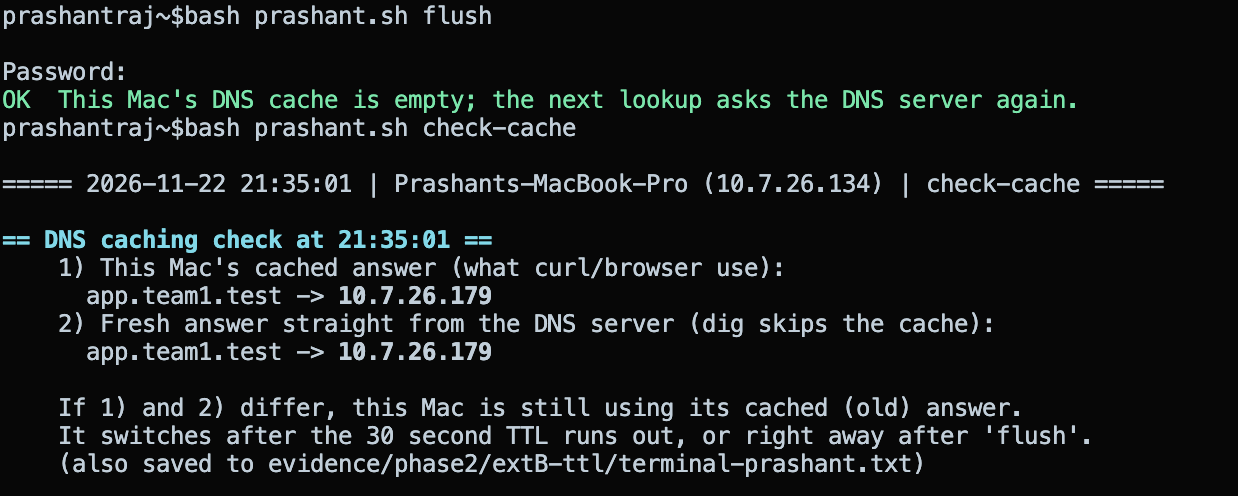 prashantraj~$bash prashant.sh flush
Password:
OK  This Mac's DNS cache is empty; the next lookup asks the DNS server again.
prashantraj~$bash prashant.sh check-cache
===== 2026-11-22 21:35:01 | Prashants-MacBook-Pro (10.7.26.134) | check-cache =====
== DNS caching check at 21:35:01 ==
    1) This Mac's cached answer (what curl/browser use):
      app.team1.test -> 10.7.26.179
    2) Fresh answer straight from the DNS server (dig skips the cache):
      app.team1.test -> 10.7.26.179
    If 1) and 2) differ, this Mac is still using its cached (old) answer.
    It switches after the 30 second TTL runs out, or right away after 'flush'.
    (also saved to evidence/phase2/extB-ttl/terminal-prashant.txt)